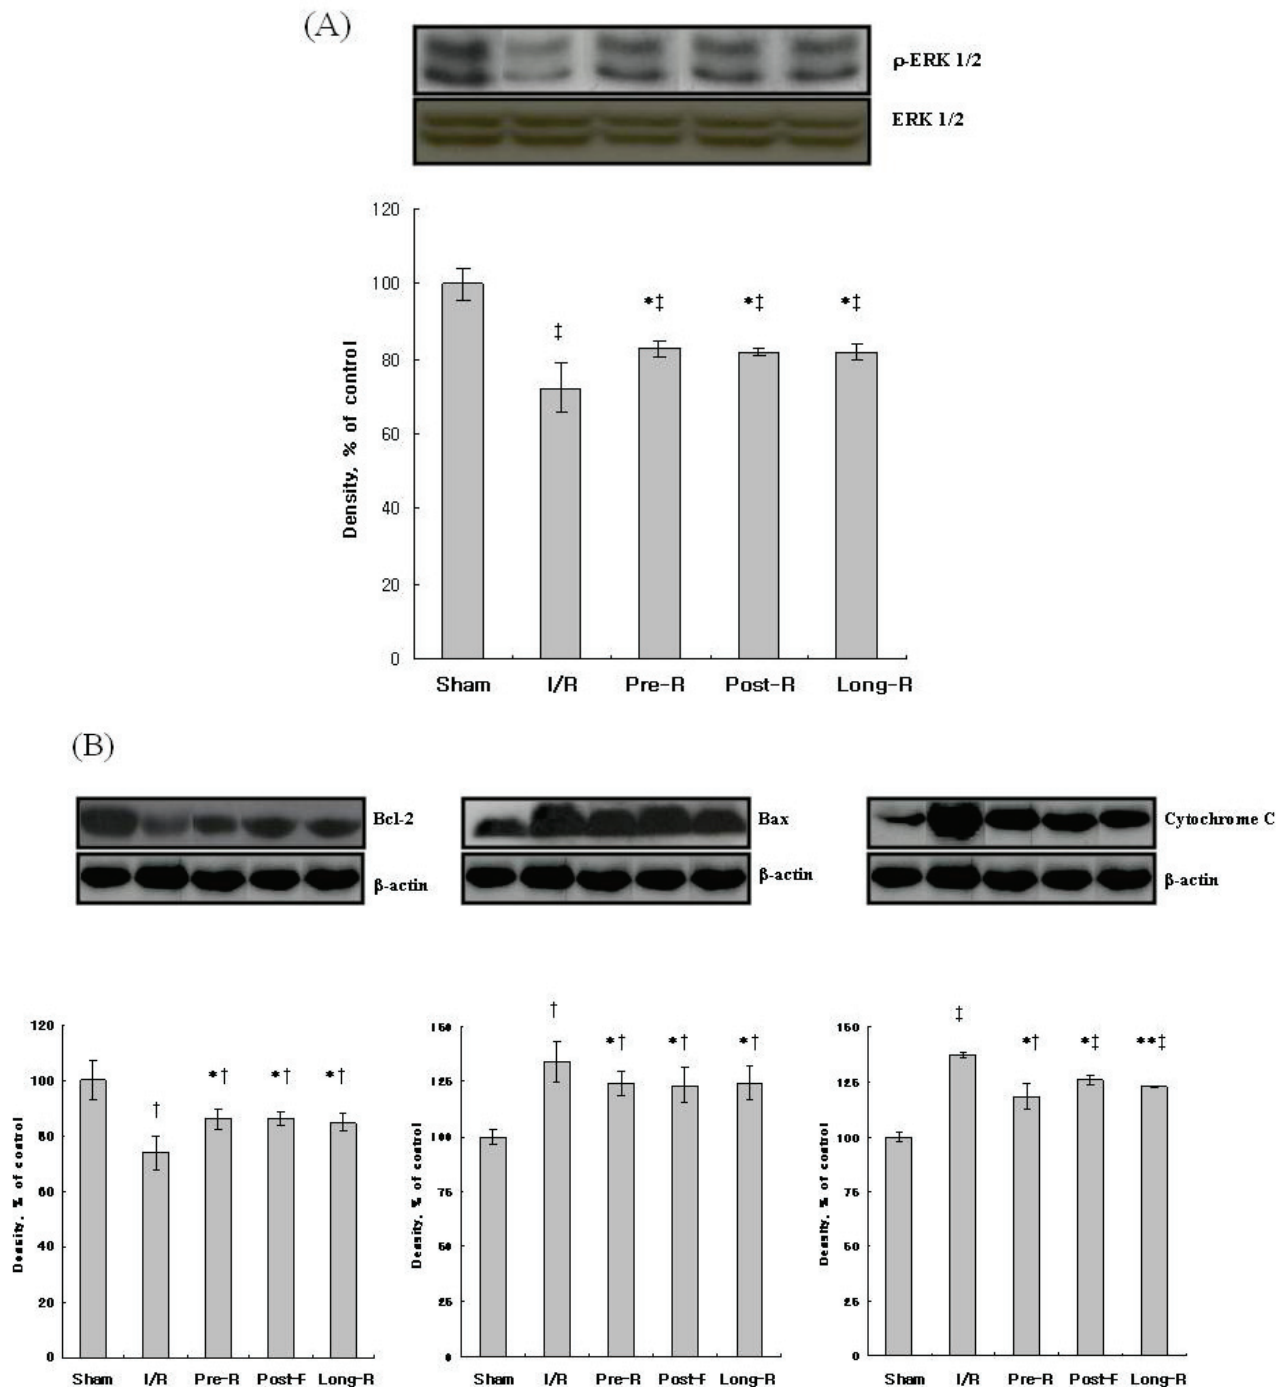 (A)
ρ-ERK 1/2
ERK 1/2
120
100
80
60
40
20
0
Density, % of control
‡
*‡
*‡
*‡
Sham I/R Pre-R Post-R Long-R
(B)
Bcl-2
β-actin
Bax
β-actin
Cytochrome C
β-actin
120
100
80
60
40
20
0
Density, % of control
†
*†
*†
*†
Sham I/R Pre-R Post-F Long-R
150
125
100
75
50
25
0
Density, % of control
†
*†
*†
*†
Sham I/R Pre-R Post-F Long-R
150
125
100
75
50
25
0
Density, % of control
‡
*†
*‡
**‡
Sham I/R Pre-R Post-F Long-R